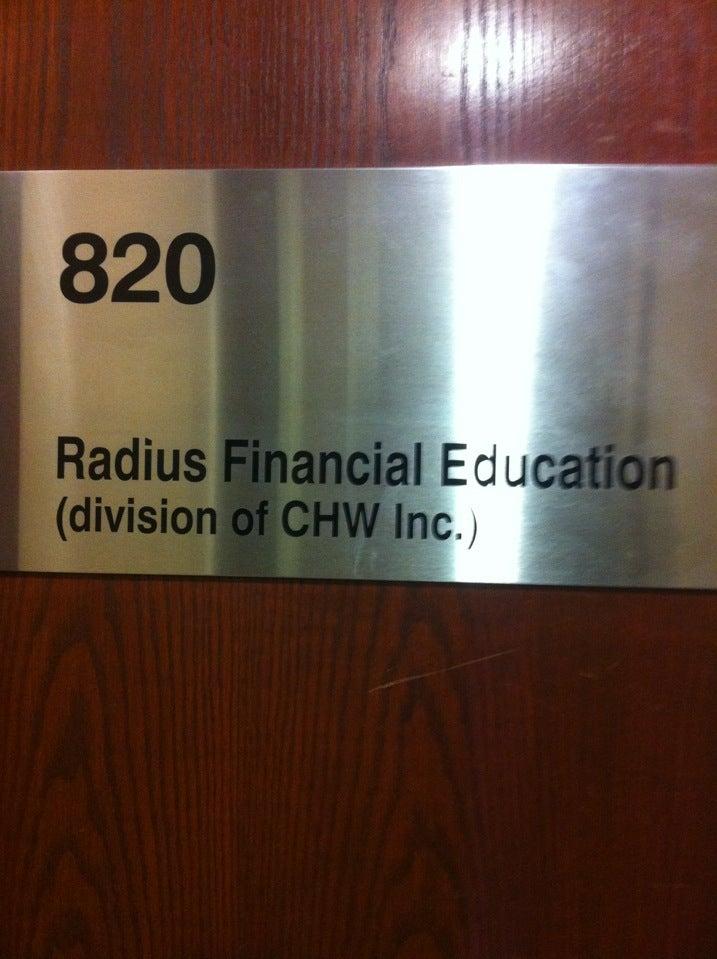 820
Radius Financial Education
(division of CHW Inc.)